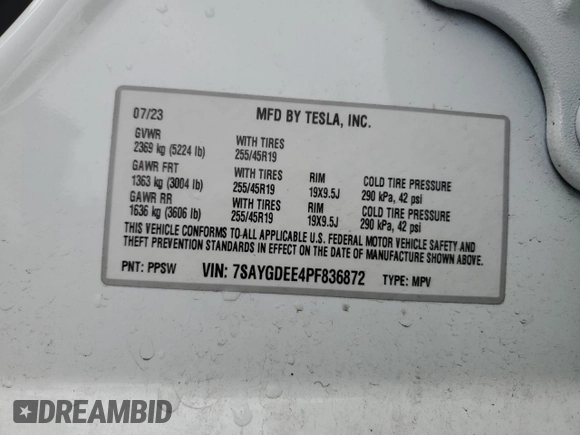 07/23 MFD BY TESLA, INC.
GVWR WITH TIRES
2369 kg (5224 lb) 255/45R19
GAWR FRT WITH TIRES RIM COLD TIRE PRESSURE
1363 kg (3004 lb) 255/45R19 19X9.5J 290 kPa, 42 psi
GAWR RR WITH TIRES RIM COLD TIRE PRESSURE
1636 kg (3606 lb) 255/45R19 19X9.5J 290 kPa, 42 psi
THIS VEHICLE CONFORMS TO ALL APPLICABLE U.S. FEDERAL MOTOR VEHICLE SAFETY AND
THEFT PREVENTION STANDARDS IN EFFECT ON THE DATE OF MANUFACTURE SHOWN ABOVE.
PNT: PPSW VIN: 7SAYGDEE4PF836872 TYPE: MPV
DREAMBID
DREAMBID.COM